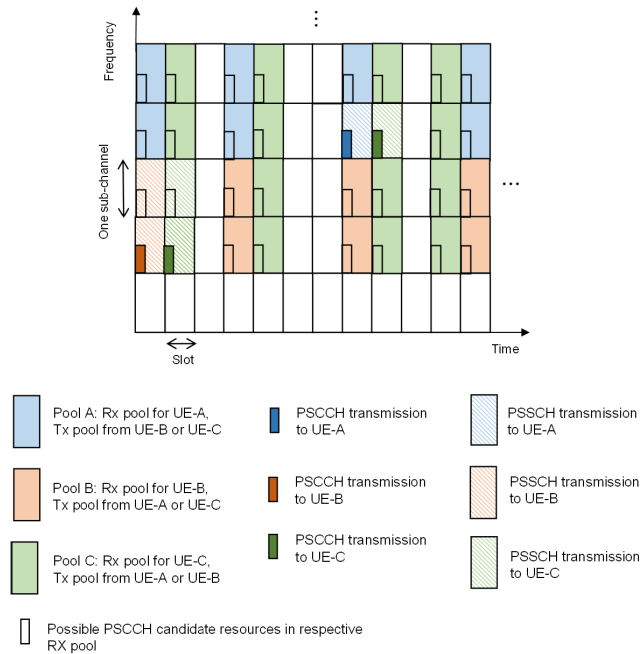 ⋮
Frequency
One sub-channel
...
Slot
Time
Pool A: Rx pool for UE-A,
Tx pool from UE-B or UE-C
PSCCH transmission
to UE-A
PSSCH transmission
to UE-A
Pool B: Rx pool for UE-B,
Tx pool from UE-A or UE-C
PSCCH transmission
to UE-B
PSSCH transmission
to UE-B
Pool C: Rx pool for UE-C,
Tx pool from UE-A or UE-B
PSCCH transmission
to UE-C
PSSCH transmission
to UE-C
Possible PSCCH candidate resources in respective
RX pool